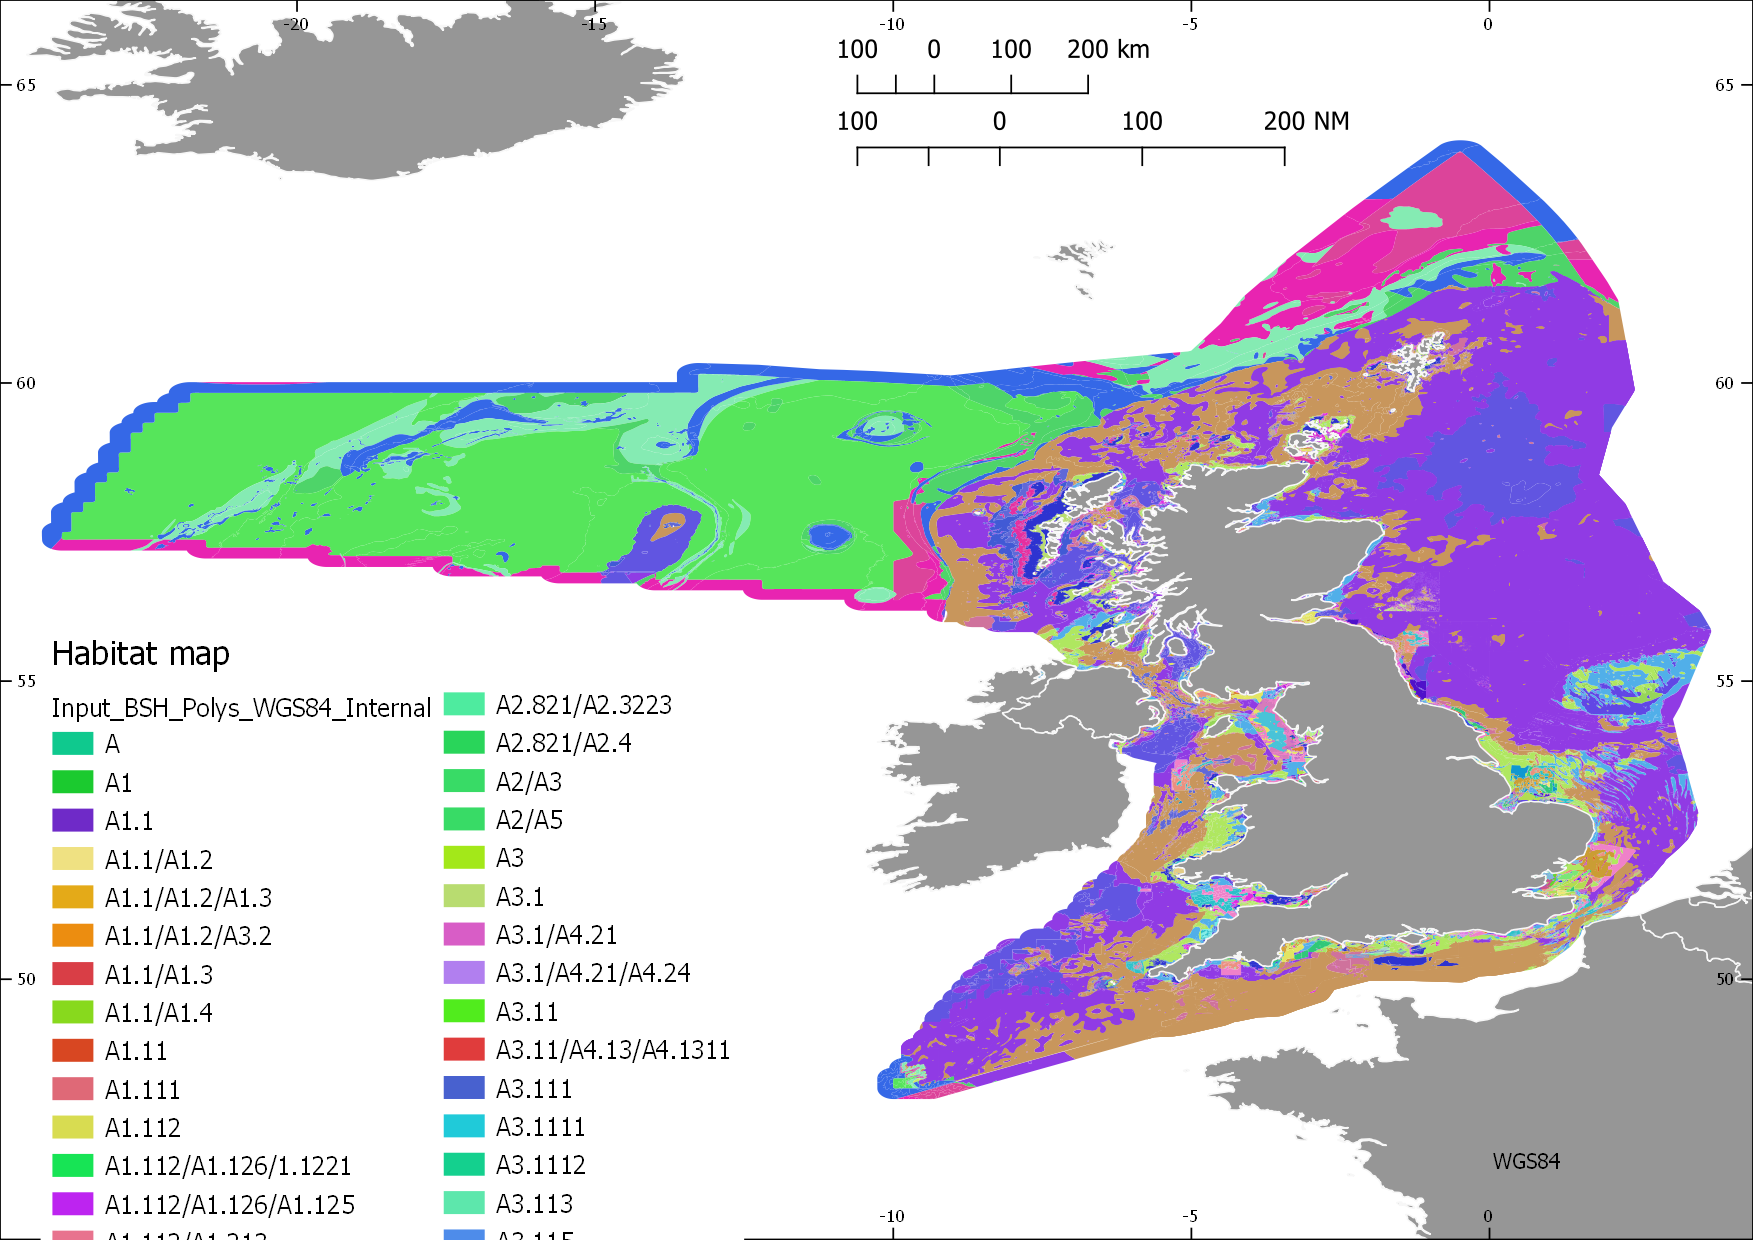 -20 -15 -10 -5 0
100 0 100 200 km
65 65
100 0 100 200 NM
60 60
Habitat map
55 55
Input_BSH_Polys_WGS84_Internal
A
A1
A1.1
A1.1/A1.2
A1.1/A1.2/A1.3
A1.1/A1.2/A3.2
A1.1/A1.3
A1.1/A1.4
A1.11
A1.111
A1.112
A1.112/A1.126/1.1221
A1.112/A1.126/A1.125
A1.112/A1.213
A2.821/A2.3223
A2.821/A2.4
A2/A3
A2/A5
A3
A3.1
A3.1/A4.21
A3.1/A4.21/A4.24
A3.11
A3.11/A4.13/A4.1311
A3.111
A3.1111
A3.1112
A3.113
A3.115
50 50
WGS84
-10 -5 0